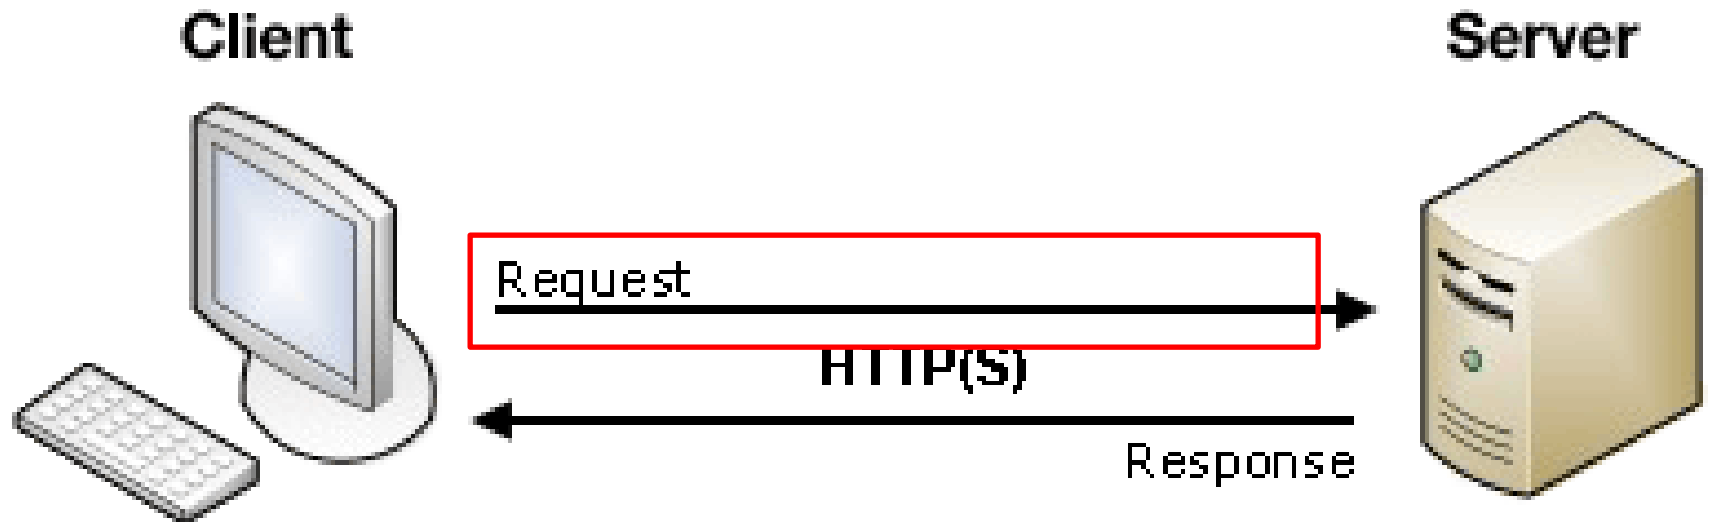 Client
Server
Request
HTTP(S)
Response